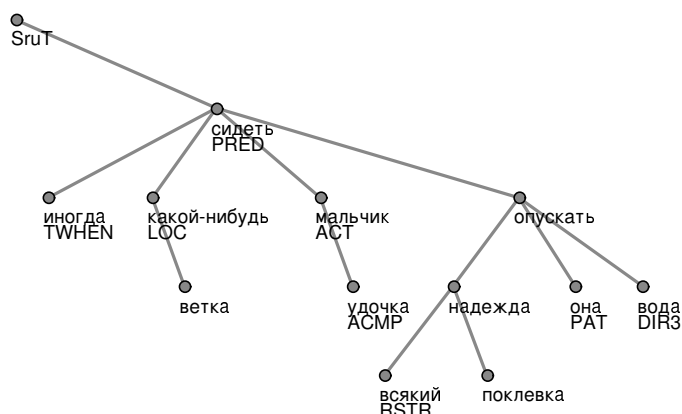 SruT
сидеть
PRED
иногда
TWHEN
какой-нибудь
LOC
мальчик
ACT
опускать
ветка
удочка
ACMP
надежда
она
PAT
вода
DIR3
всякий
RSTR
поклевка